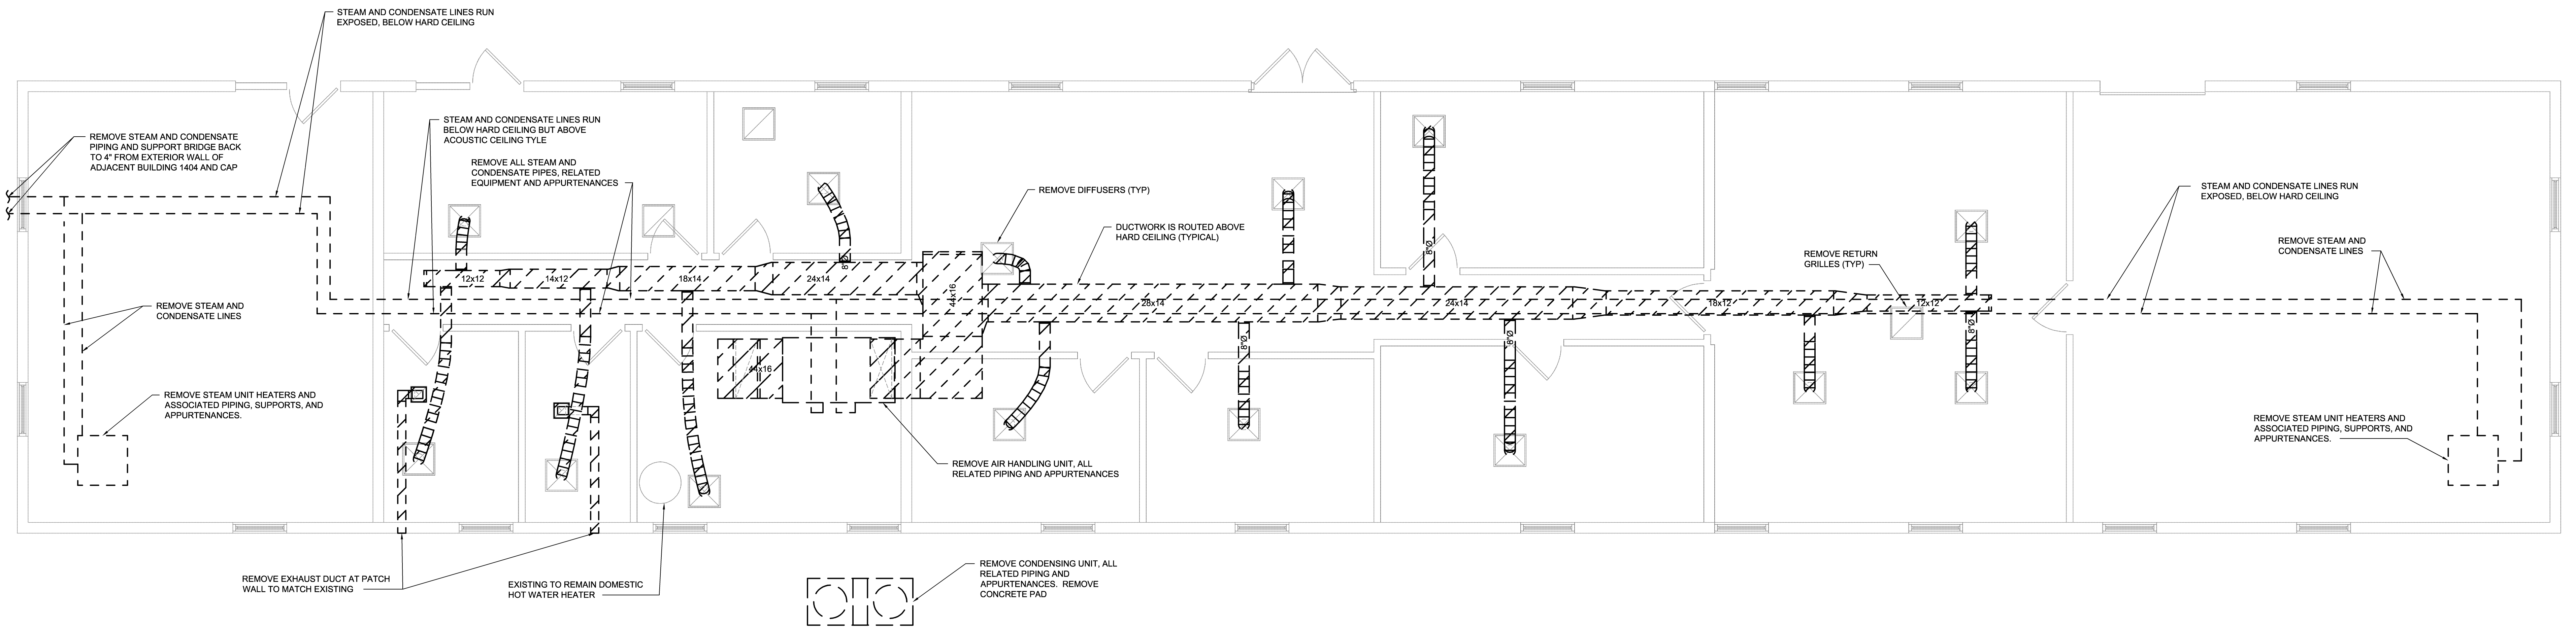 STEAM AND CONDENSATE LINES RUN
EXPOSED, BELOW HARD CEILING
REMOVE STEAM AND CONDENSATE
PIPING AND SUPPORT BRIDGE BACK
TO 4" FROM EXTERIOR WALL OF
ADJACENT BUILDING 1404 AND CAP
STEAM AND CONDENSATE LINES RUN
BELOW HARD CEILING BUT ABOVE
ACOUSTIC CEILING TYLE
REMOVE ALL STEAM AND
CONDENSATE PIPES, RELATED
EQUIPMENT AND APPURTENANCES
REMOVE DIFFUSERS (TYP)
DUCTWORK IS ROUTED ABOVE
HARD CEILING (TYPICAL)
STEAM AND CONDENSATE LINES RUN
EXPOSED, BELOW HARD CEILING
REMOVE STEAM AND
CONDENSATE LINES
REMOVE RETURN
GRILLES (TYP)
8"Ø
8"Ø
12x12
14x12
18x14
24x14
44x16
28x14
24x14
18x12
12x12
REMOVE STEAM AND
CONDENSATE LINES
8"Ø
8"Ø
8"Ø
44x16
REMOVE STEAM UNIT HEATERS AND
ASSOCIATED PIPING, SUPPORTS, AND
APPURTENANCES.
REMOVE STEAM UNIT HEATERS AND
ASSOCIATED PIPING, SUPPORTS, AND
APPURTENANCES.
REMOVE AIR HANDLING UNIT, ALL
RELATED PIPING AND APPURTENANCES
REMOVE EXHAUST DUCT AT PATCH
WALL TO MATCH EXISTING
EXISTING TO REMAIN DOMESTIC
HOT WATER HEATER
REMOVE CONDENSING UNIT, ALL
RELATED PIPING AND
APPURTENANCES. REMOVE
CONCRETE PAD